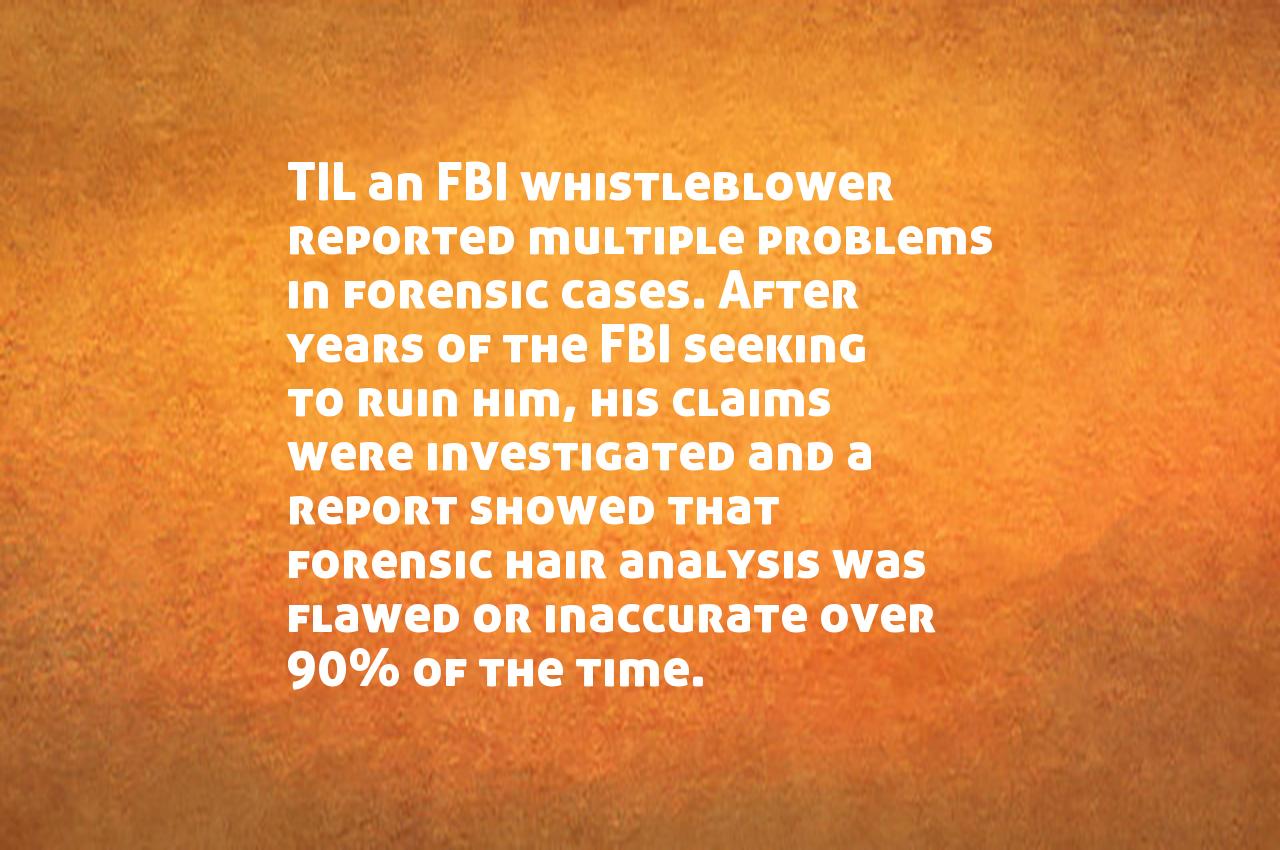 TIL an FBI whistleblower
reported multiple problems
in forensic cases. After
years of the FBI seeking
to ruin him, his claims
were investigated and a
report showed that
forensic hair analysis was
flawed or inaccurate over
90% of the time.